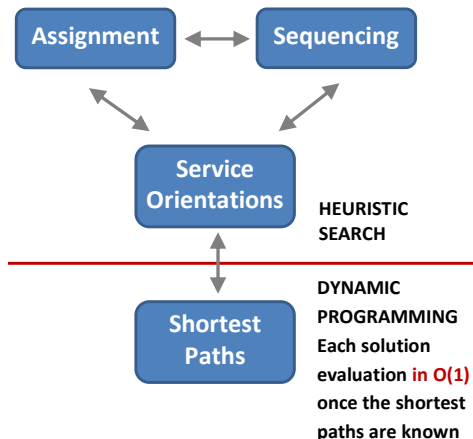 Assignment
Sequencing
Service
Orientations
HEURISTIC
SEARCH
Shortest
Paths
DYNAMIC
PROGRAMMING
Each solution
evaluation in O(1)
once the shortest
paths are known